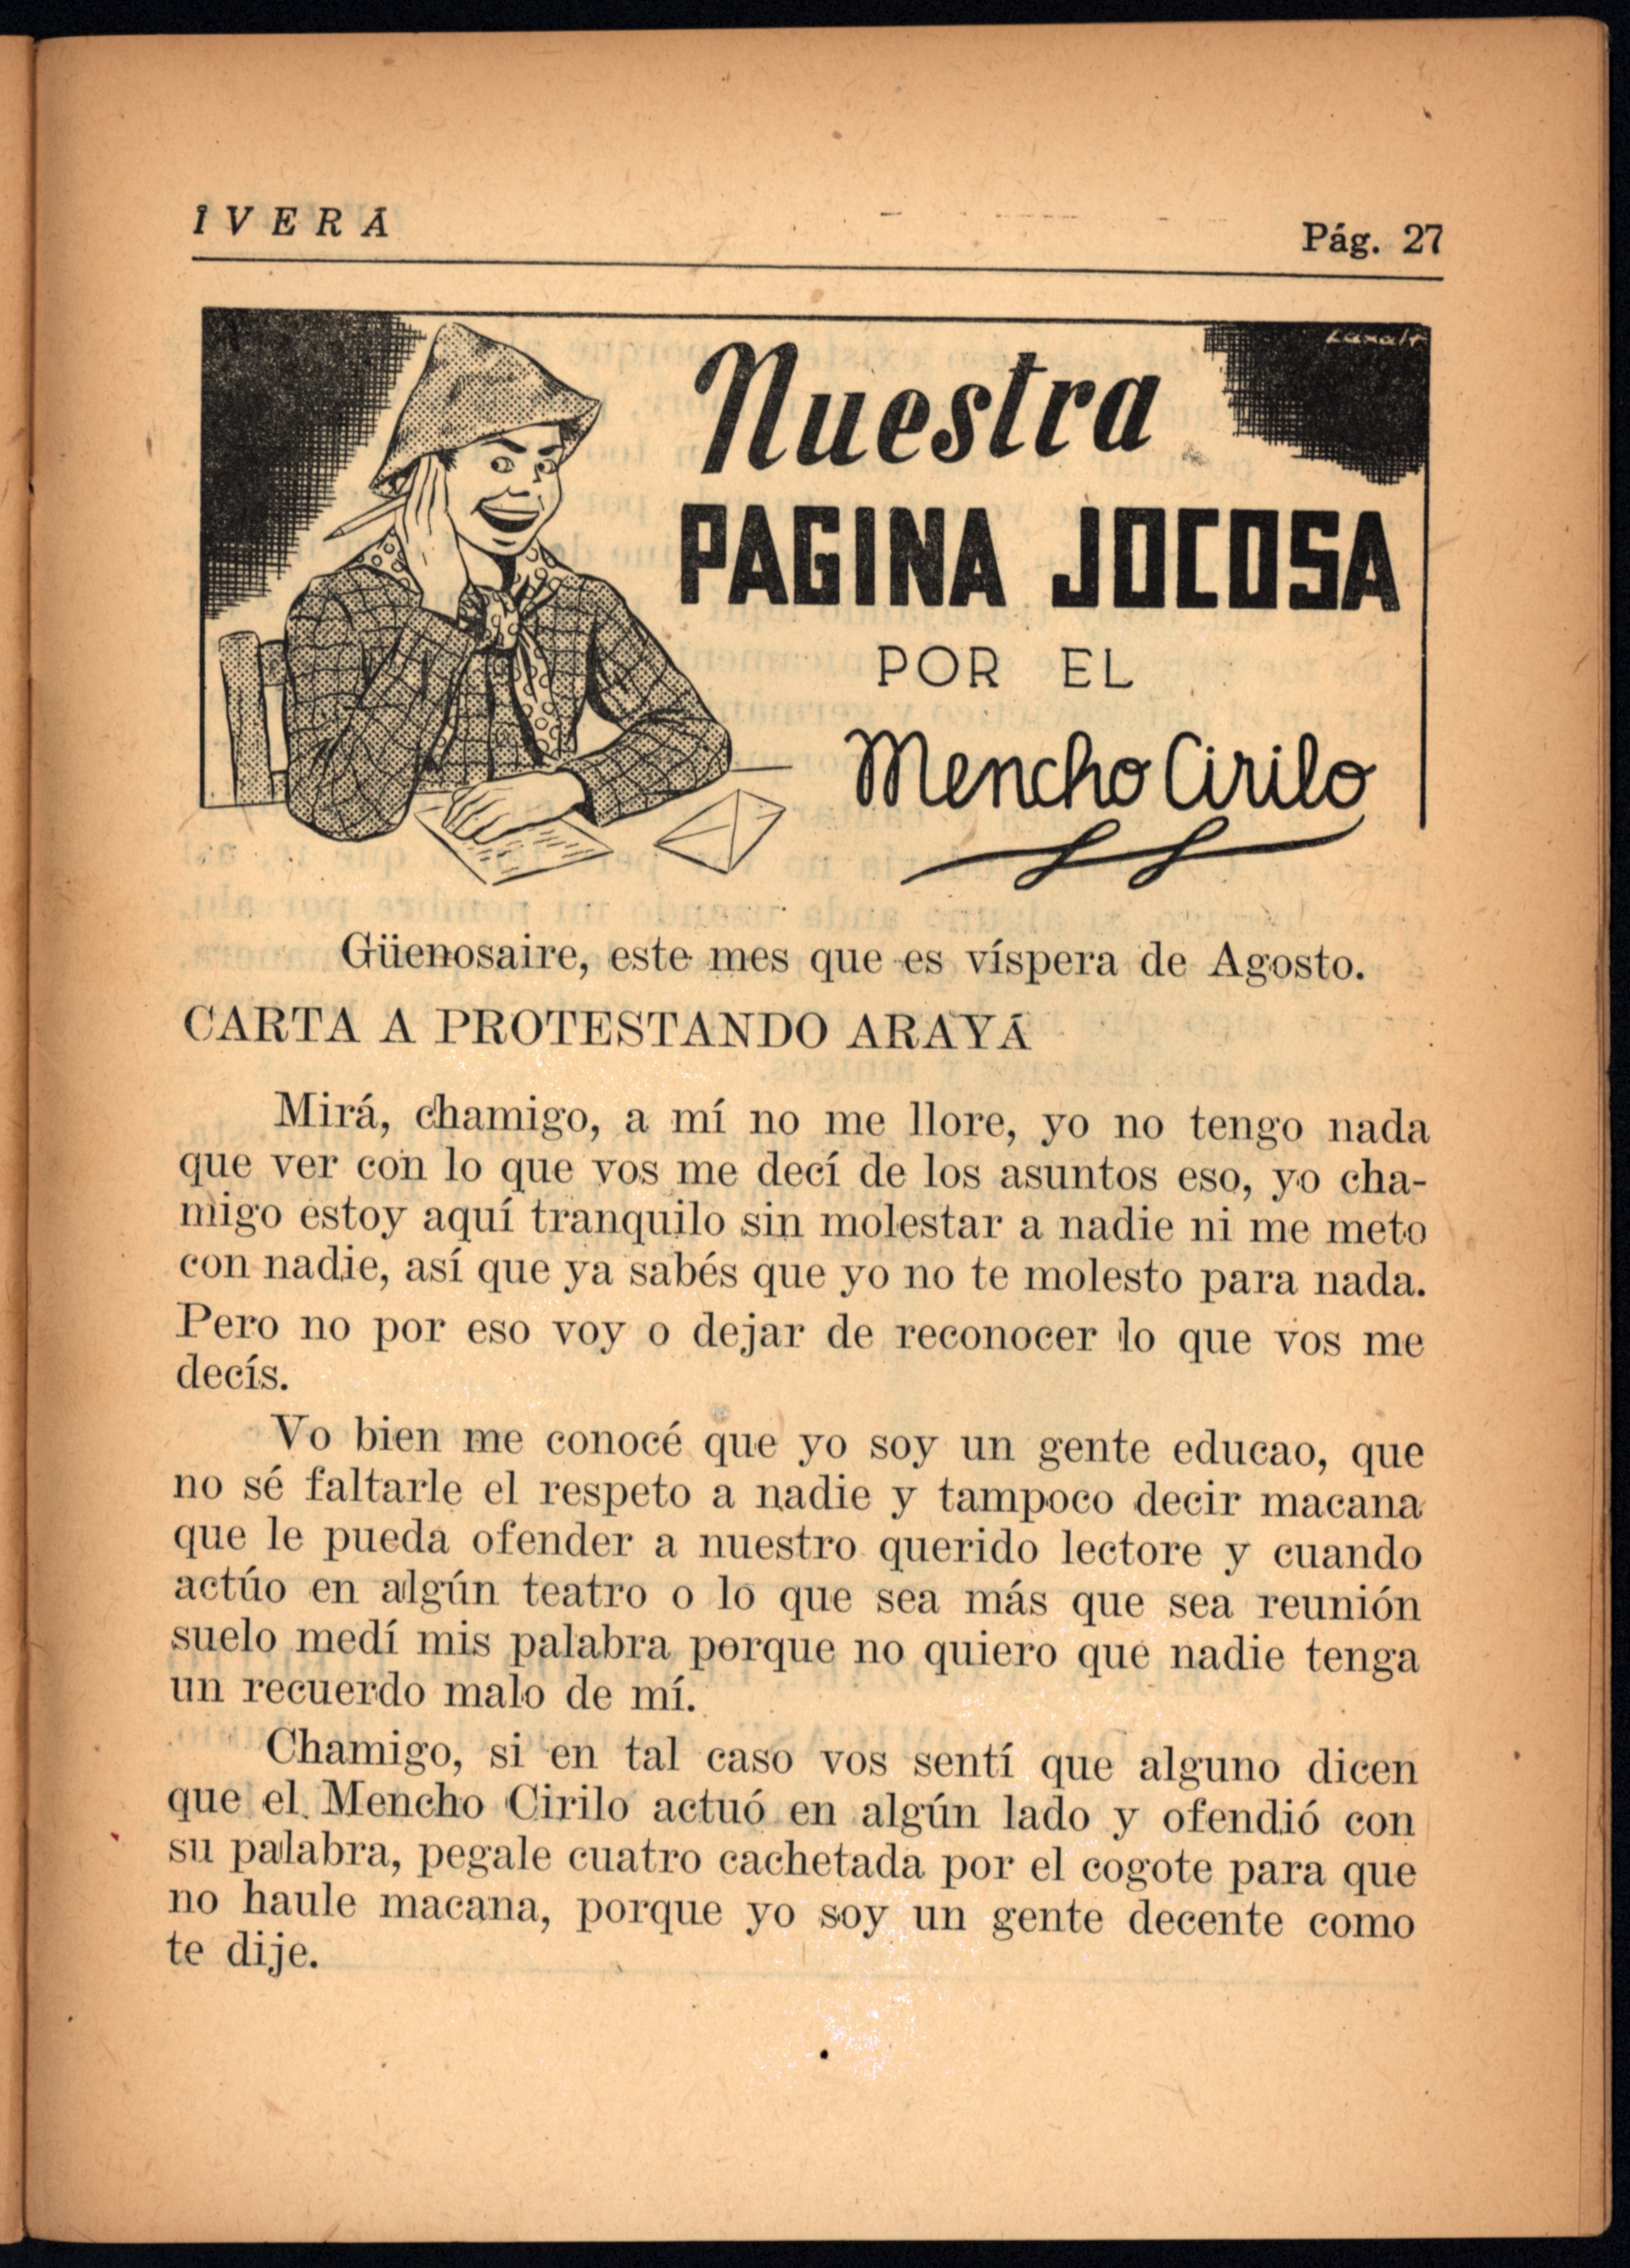 ÎVERÁ
Pág. 27
Laxalt
Nuestra
PAGINA JOCOSA
POR EL
Mencho Cirilo
Güenosaire, este mes que es víspera de Agosto.
CARTA A PROTESTANDO ARAYÁ
Mirá, chamigo, a mí no me llore, yo no tengo nada
que ver con lo que vos me decí de los asuntos eso, yo cha-
migo estoy aquí tranquilo sin molestar a nadie ni me meto
con nadie, así que ya sabés que yo no te molesto para nada.
Pero no por eso voy o dejar de reconocer lo que vos me
decís.
Vo bien me conocé que yo soy un gente educao, que
no sé faltarle el respeto a nadie y tampoco decir macana
que le pueda ofender a nuestro querido lectore y cuando
actúo en algún teatro o lo que sea más que sea reunión
suelo medí mis palabra porque no quiero que nadie tenga
un recuerdo malo de mí.
Chamigo, si en tal caso vos sentí que alguno dicen
que el Mencho Cirilo actuó en algún lado y ofendió con
su palabra, pegale cuatro cachetada por el cogote para que
no haule macana, porque yo soy un gente decente como
te dije.